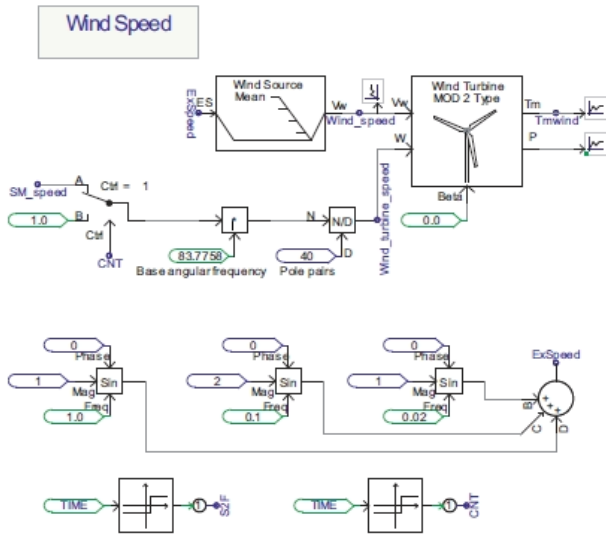 Wind Speed
Wind Source
Mean
ES
ExSpeed
Vw
Wind_speed
Wind Turbine
MOD 2 Type
Vw
W
Tm
Tmwind
P
Beta
0.0
SM_speed
A
Ctrl = 1
1.0
B
Ctrl
CNT
83.7758
Base angular frequency
N
N/D
D
40
Pole pairs
Wind_turbine_speed
0
Phase
1
Mag
Sin
Freq
1.0
0
Phase
2
Mag
Sin
Freq
0.1
0
Phase
1
Mag
Sin
Freq
0.02
ExSpeed
B
C
D
+
+
+
TIME
1
S2F
TIME
1
CNT